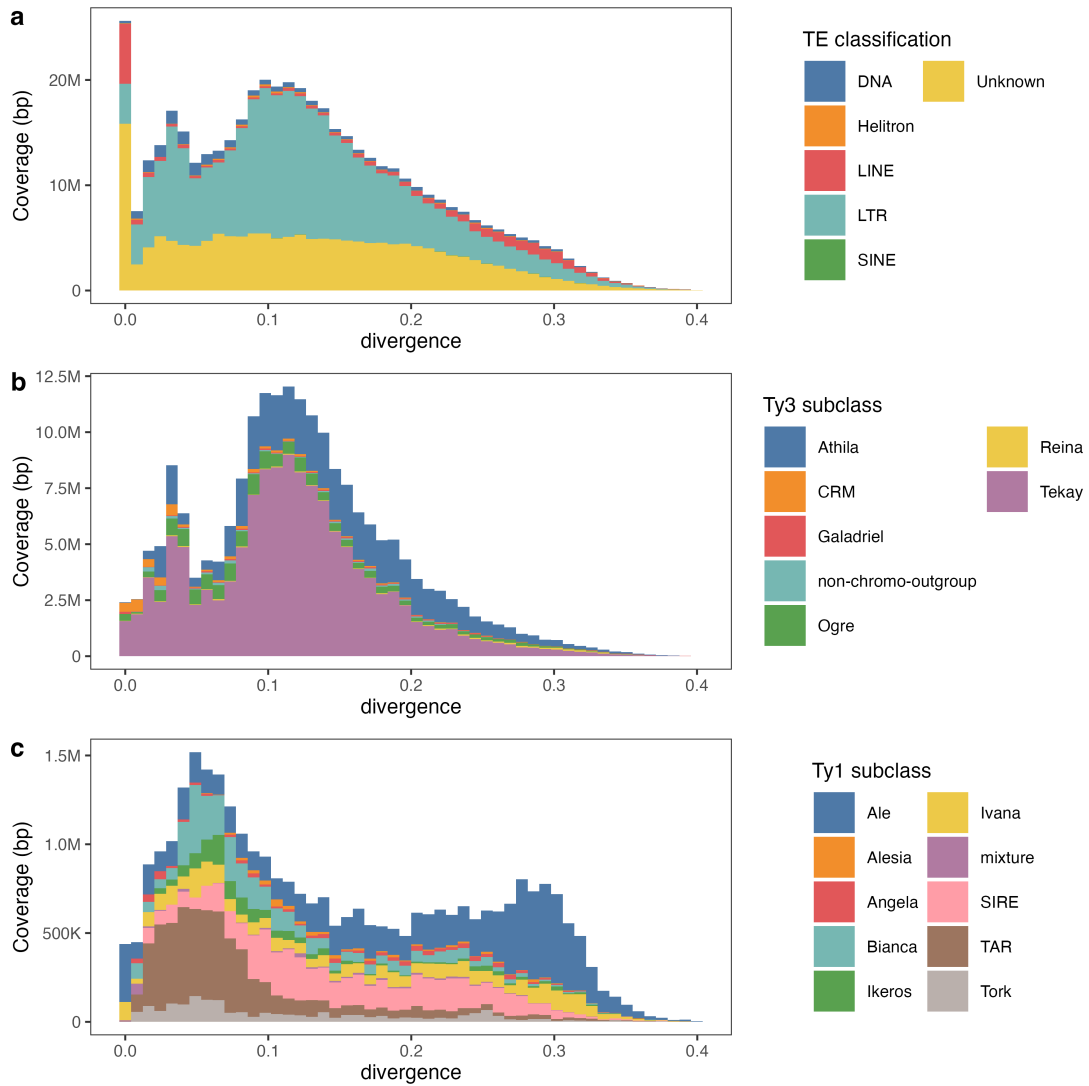 a
TE classification
DNA
Unknown
Helitron
LINE
LTR
SINE
Coverage (bp)
20M
10M
0
0.0 0.1 0.2 0.3 0.4
divergence
b
Ty3 subclass
Athila
Reina
CRM
Tekay
Galadriel
non-chromo-outgroup
Ogre
Coverage (bp)
12.5M
10.0M
7.5M
5.0M
2.5M
0
0.0 0.1 0.2 0.3 0.4
divergence
c
Ty1 subclass
Ale
Ivana
Alesia
mixture
Angela
SIRE
Bianca
TAR
Ikeros
Tork
Coverage (bp)
1.5M
1.0M
500K
0
0.0 0.1 0.2 0.3 0.4
divergence